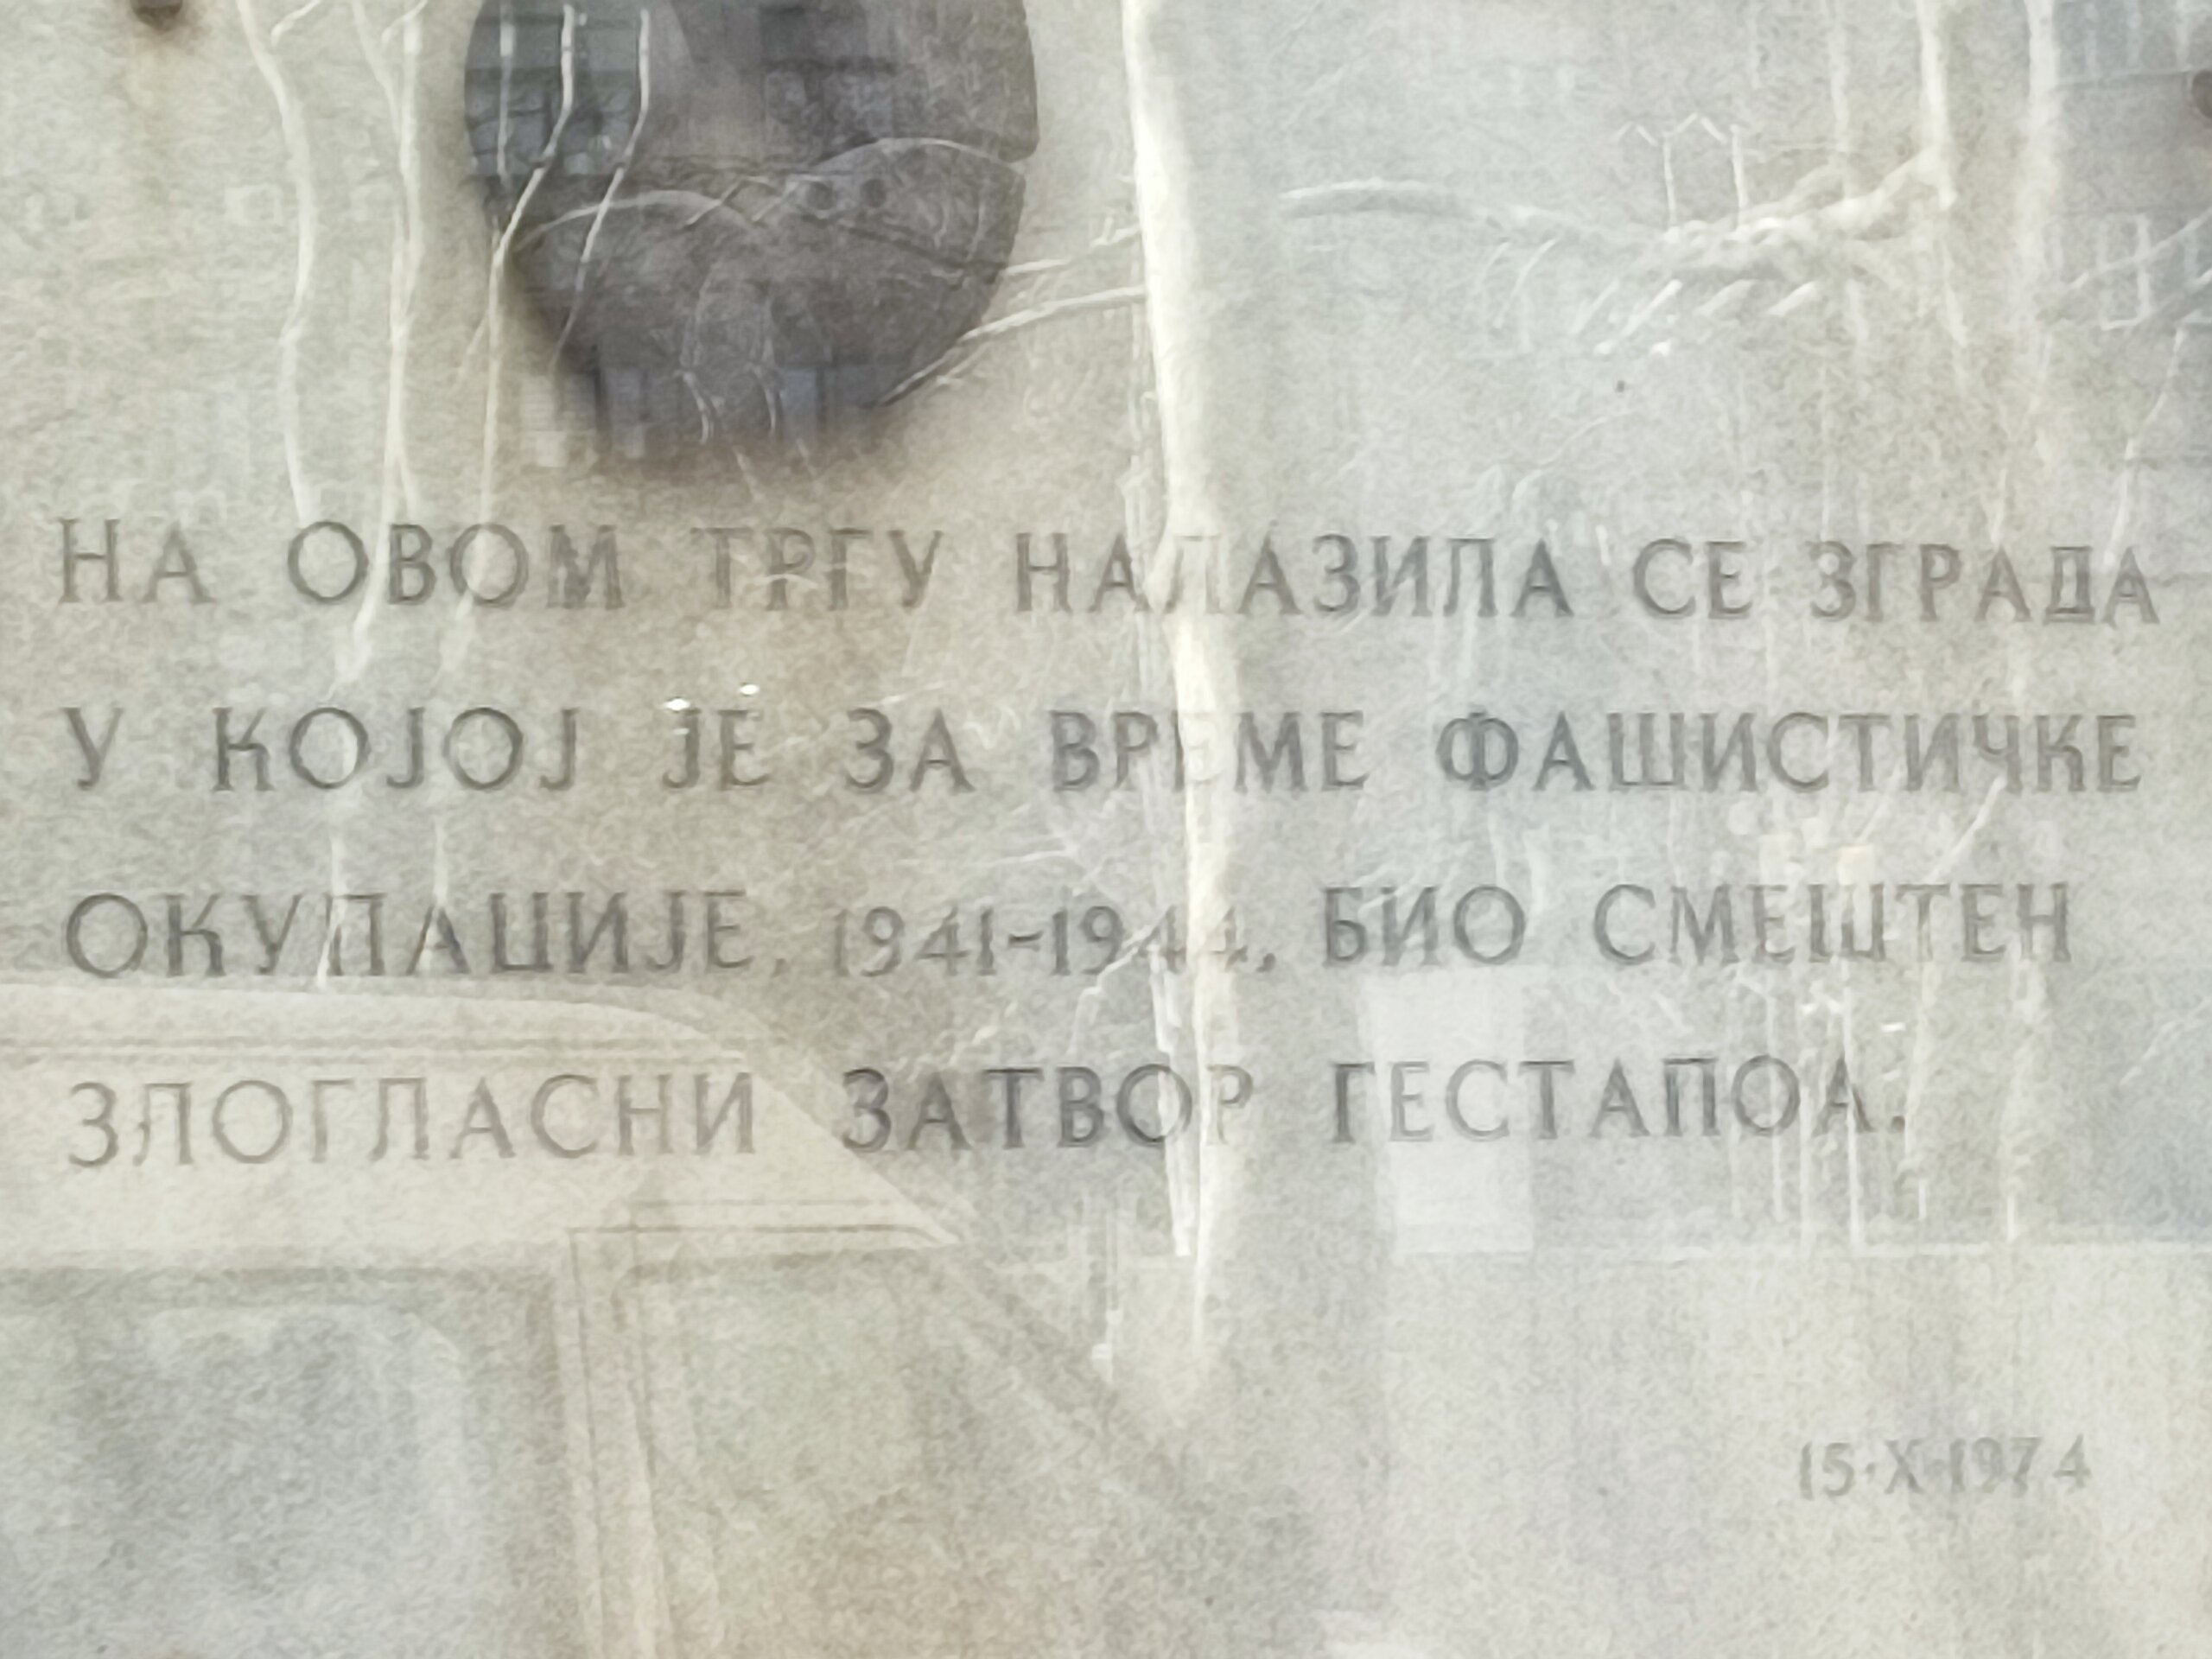 НА ОВОМ ТРГУ НАЛАЗИЛА СЕ ЗГРАДА
У КОЈОЈ ЈЕ ЗА ВРЕМЕ ФАШИСТИЧКЕ
ОКУПАЦИЈЕ, 1941-1944, БИО СМЕШТЕН
ЗЛОГЛАСНИ ЗАТВОР ГЕСТАПОА.
15·X·1974